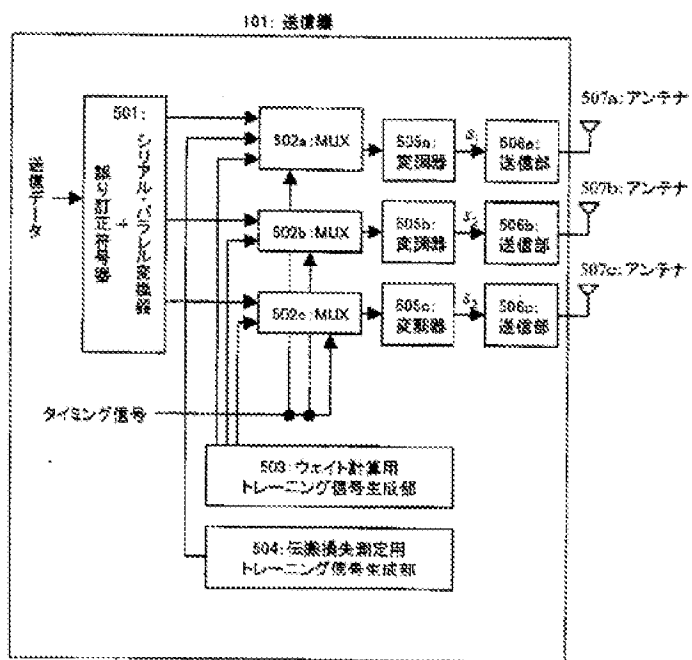 101: 送信器
507a:アンテナ
501:
シリアル・パラレル変換器
+
誤り訂正符号器
送信データ
502a:MUX
505a:
変調器
S1
506a:
送信部
507b:アンテナ
502b:MUX
505b:
変調器
506b:
送信部
507c:アンテナ
502c:MUX
505c:
変調器
506c:
送信部
タイミング信号
503:ウェイト計算用
トレーニング信号生成部
504:伝搬損失測定用
トレーニング信号生成部